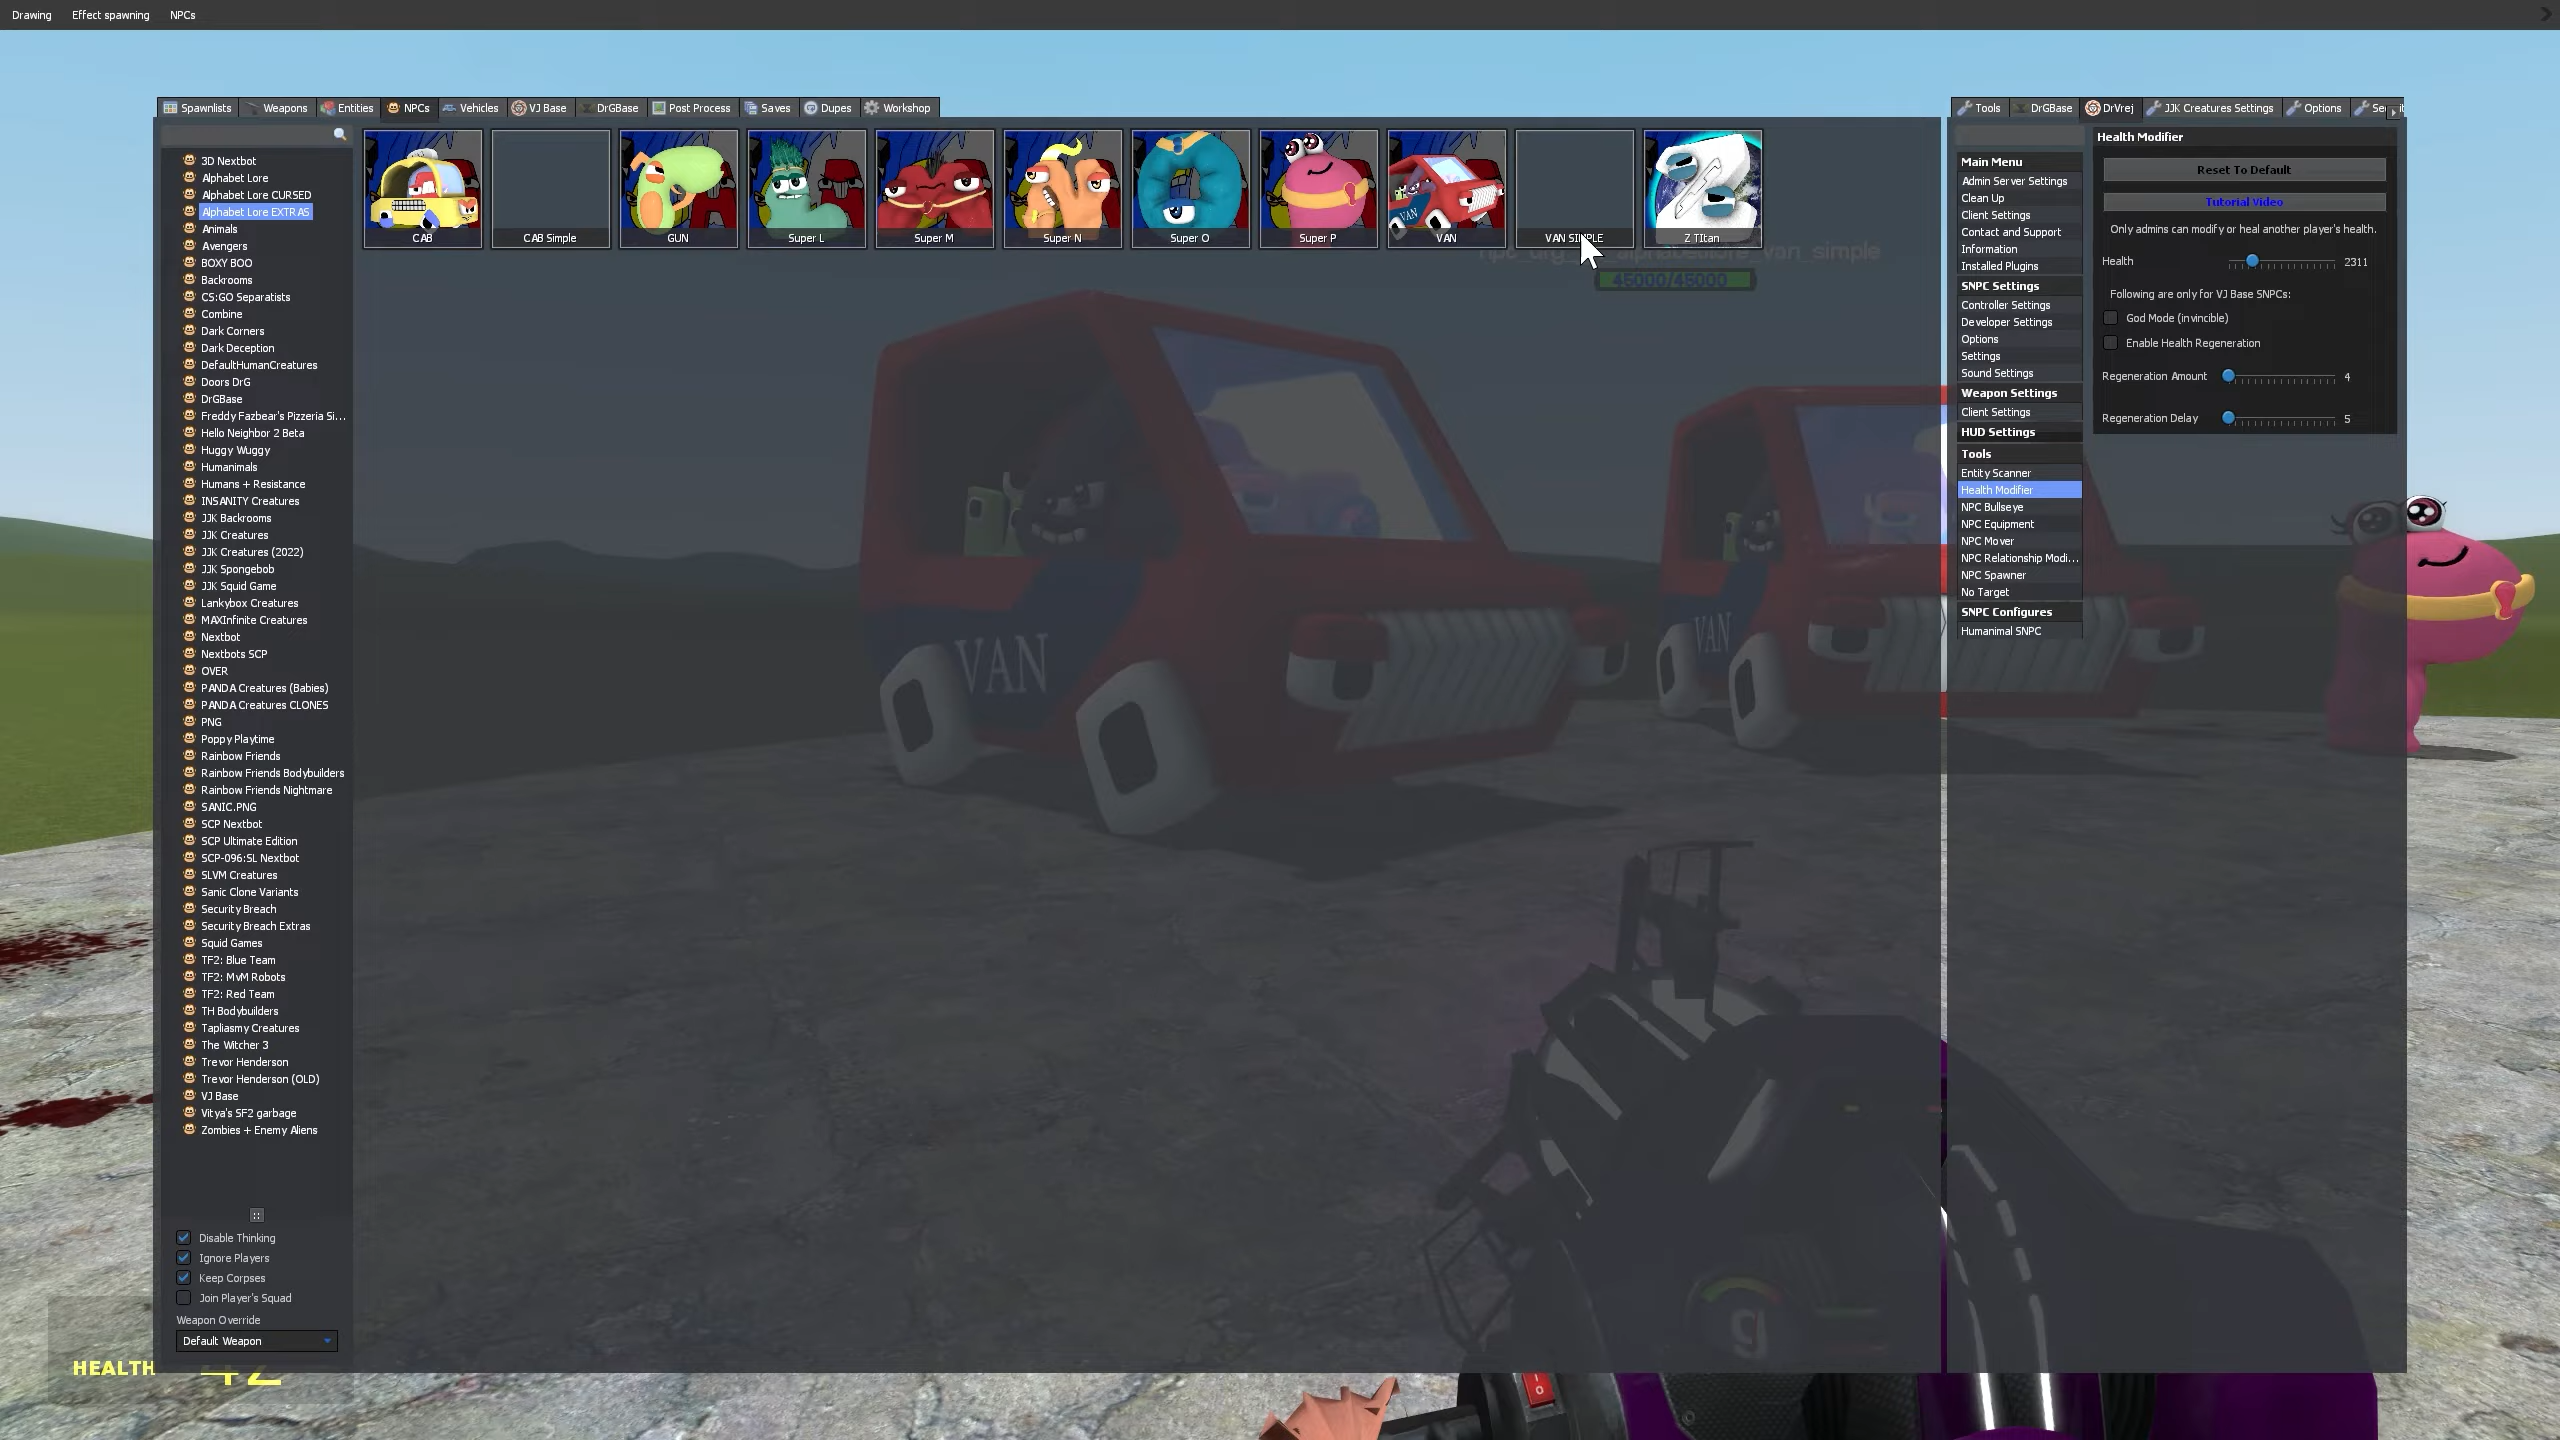 Drawing Effect spawning NPCs
Spawnlists Weapons Entities NPCs Vehicles VJ Base DrGBase Post Process Saves Dupes Workshop
3D Nextbot
Alphabet Lore
Alphabet Lore CURSED
Alphabet Lore EXTRAS
Animals
Avengers
BOXY BOO
Backrooms
CS:GO Separatists
Combine
Dark Corners
Dark Deception
DefaultHumanCreatures
Doors DrG
DrGBase
Freddy Fazbear's Pizzeria Si...
Hello Neighbor 2 Beta
Huggy Wuggy
Humanimals
Humans + Resistance
INSANITY Creatures
JJK Backrooms
JJK Creatures
JJK Creatures (2022)
JJK Spongebob
JJK Squid Game
Lankybox Creatures
MAXInfinite Creatures
Nextbot
Nextbots SCP
OVER
PANDA Creatures (Babies)
PANDA Creatures CLONES
PNG
Poppy Playtime
Rainbow Friends
Rainbow Friends Bodybuilders
Rainbow Friends Nightmare
SANIC.PNG
SCP Nextbot
SCP Ultimate Edition
SCP-096:SL Nextbot
SLVM Creatures
Sanic Clone Variants
Security Breach
Security Breach Extras
Squid Games
TF2: Blue Team
TF2: MvM Robots
TF2: Red Team
TH Bodybuilders
Tapliasmy Creatures
The Witcher 3
Trevor Henderson
Trevor Henderson (OLD)
VJ Base
Vitya's SF2 garbage
Zombies + Enemy Aliens
Disable Thinking
Ignore Players
Keep Corpses
Join Player's Squad
Weapon Override
Default Weapon
HEALTH 42
CAB CAB Simple GUN Super L Super M Super N Super O Super P VAN VAN SIMPLE Z TItan
45000/45000
VAN
VAN
VAN
Tools DrGBase DrVrej JJK Creatures Settings Options
Main Menu
Admin Server Settings
Clean Up
Client Settings
Contact and Support
Information
Installed Plugins
SNPC Settings
Controller Settings
Developer Settings
Options
Settings
Sound Settings
Weapon Settings
Client Settings
HUD Settings
Tools
Entity Scanner
Health Modifier
NPC Bullseye
NPC Equipment
NPC Mover
NPC Relationship Modi...
NPC Spawner
No Target
SNPC Configures
Humanimal SNPC
Health Modifier
Reset To Default
Tutorial Video
Only admins can modify or heal another player's health.
Health 2311
Following are only for VJ Base SNPCs:
God Mode (invincible)
Enable Health Regeneration
Regeneration Amount 4
Regeneration Delay 5